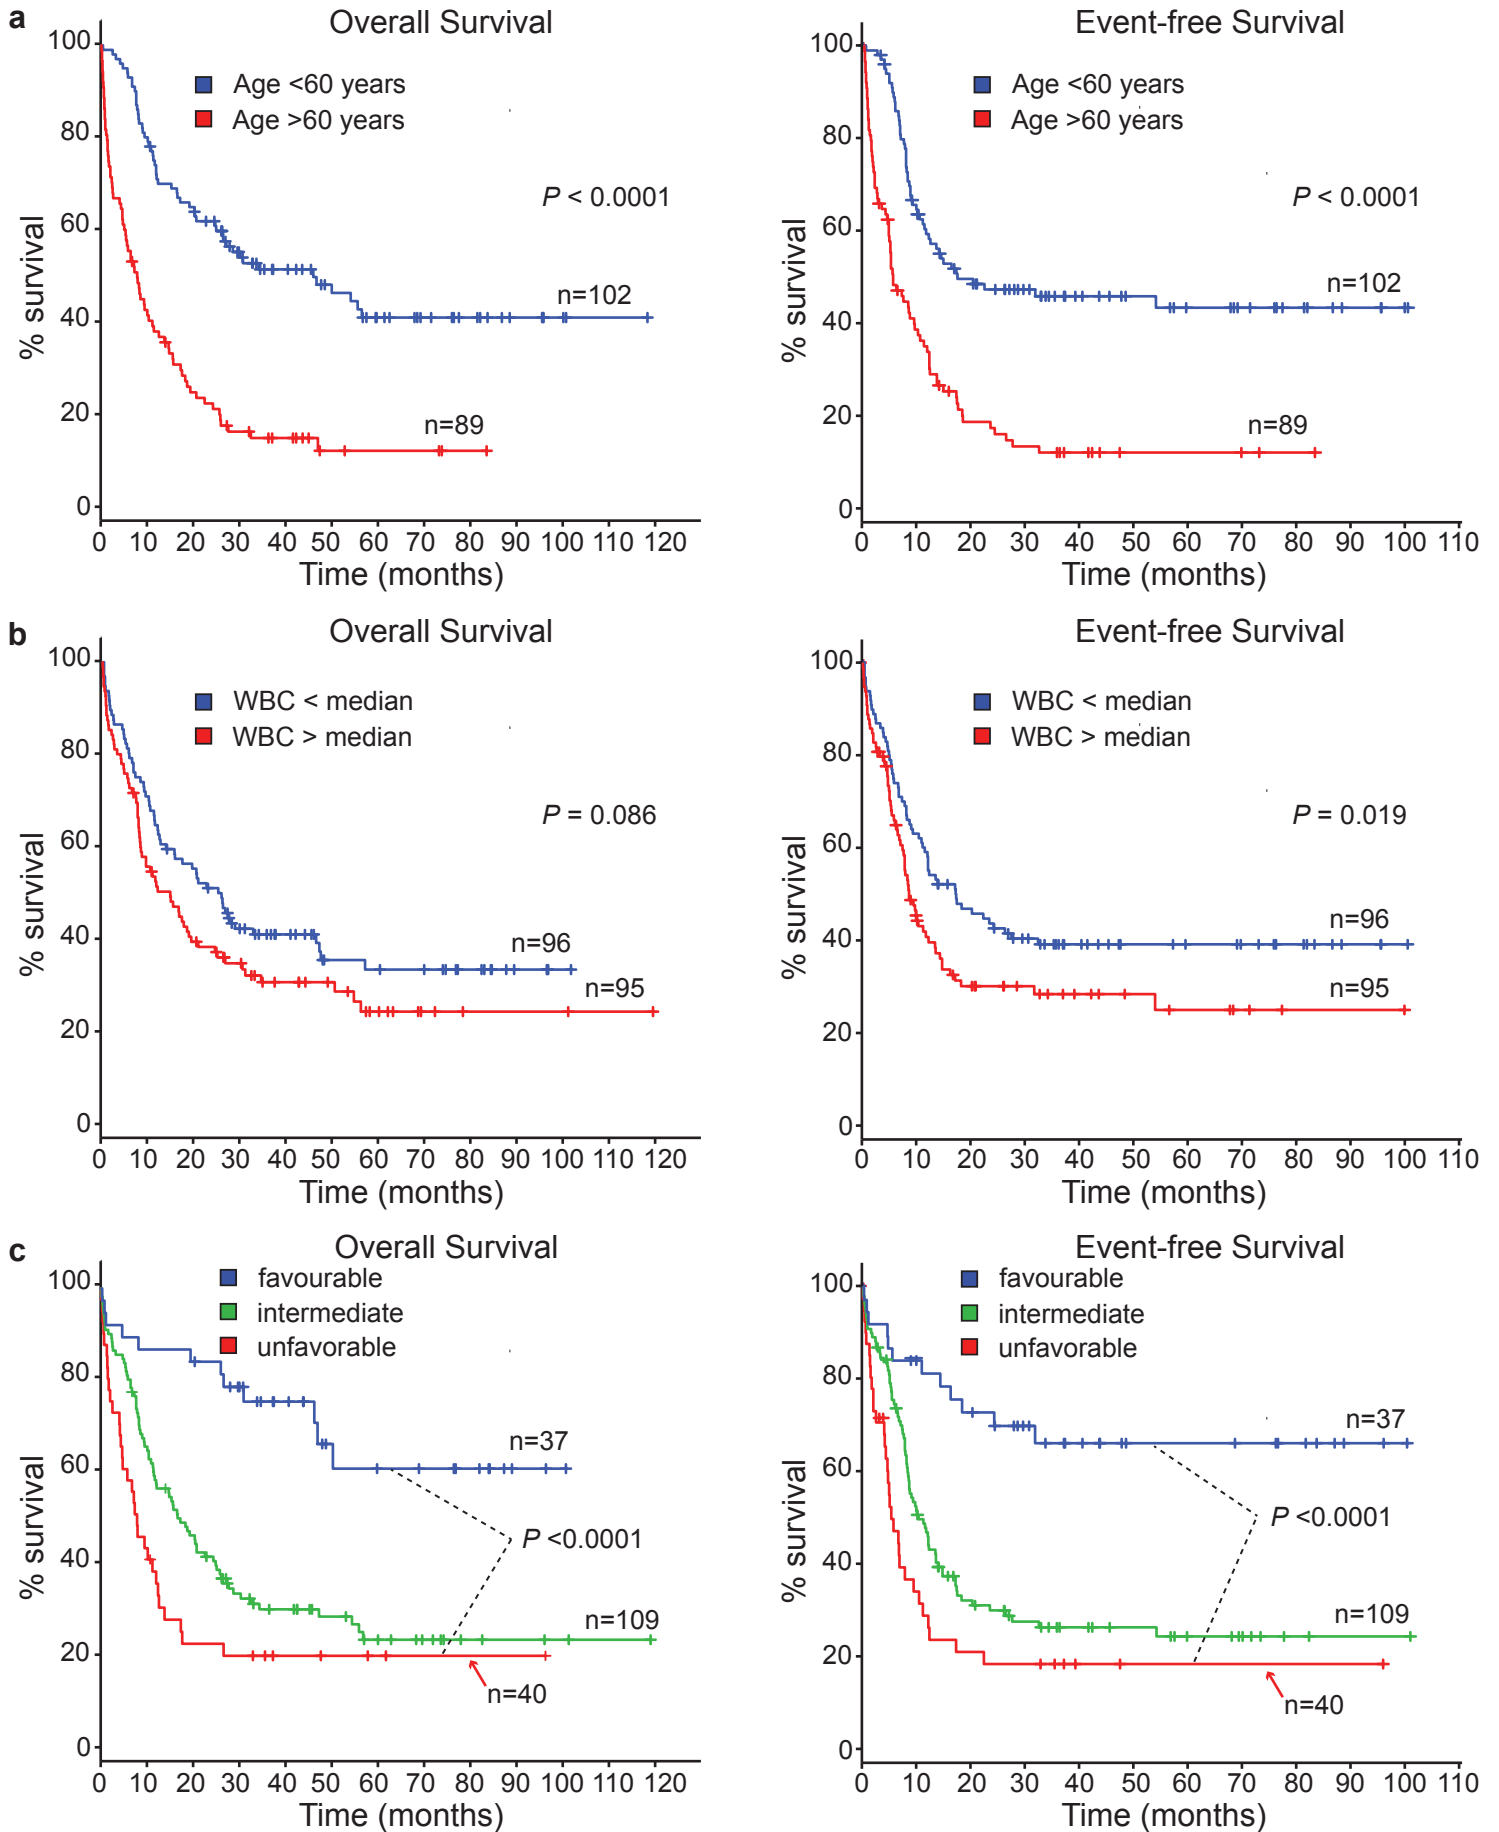 a
Overall Survival
Age <60 years
Age >60 years
P < 0.0001
n=102
n=89
% survival
100
80
60
40
20
0
0 10 20 30 40 50 60 70 80 90 100 110 120
Time (months)
Event-free Survival
Age <60 years
Age >60 years
P < 0.0001
n=102
n=89
% survival
100
80
60
40
20
0
0 10 20 30 40 50 60 70 80 90 100 110
Time (months)
b
Overall Survival
WBC < median
WBC > median
P = 0.086
n=96
n=95
% survival
100
80
60
40
20
0
0 10 20 30 40 50 60 70 80 90 100 110 120
Time (months)
Event-free Survival
WBC < median
WBC > median
P = 0.019
n=96
n=95
% survival
100
80
60
40
20
0
0 10 20 30 40 50 60 70 80 90 100 110
Time (months)
c
Overall Survival
favourable
intermediate
unfavorable
n=37
P <0.0001
n=109
n=40
% survival
100
80
60
40
20
0
0 10 20 30 40 50 60 70 80 90 100 110 120
Time (months)
Event-free Survival
favourable
intermediate
unfavorable
n=37
P <0.0001
n=109
n=40
% survival
100
80
60
40
20
0
0 10 20 30 40 50 60 70 80 90 100 110
Time (months)